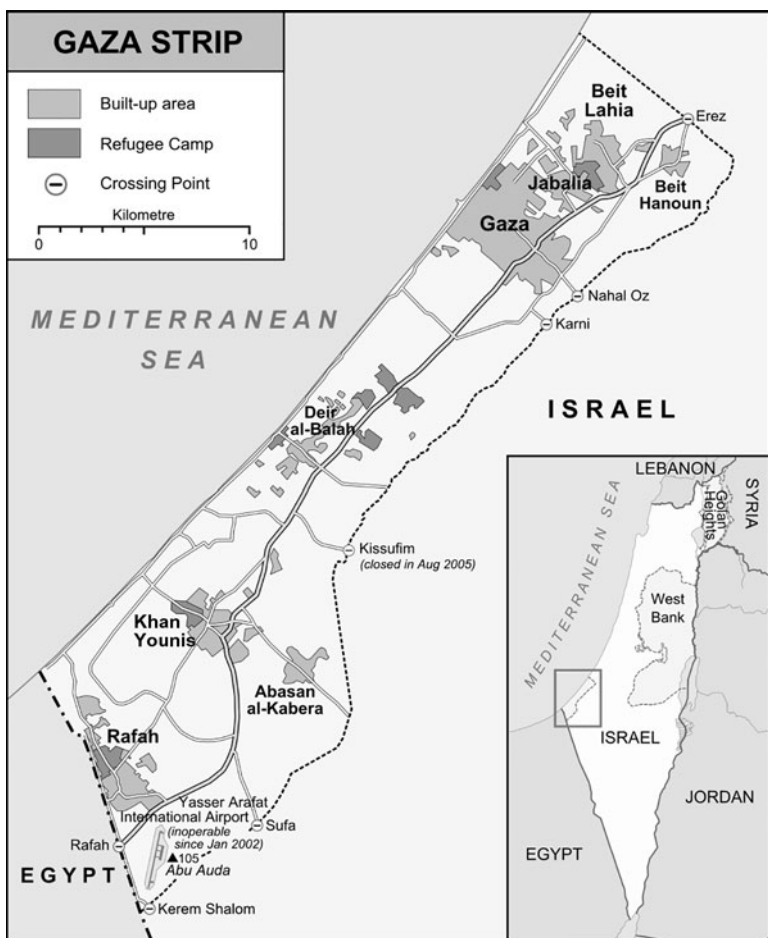 GAZA STRIP
Built-up area
Refugee Camp
Crossing Point
Kilometre
0
10
Beit
Lahia
Erez
Jabalia
Beit
Hanoun
Gaza
Nahal Oz
Karni
MEDITERRANEAN
SEA
ISRAEL
Deir
al-Balah
Kissufim
(closed in Aug 2005)
Khan
Younis
Abasan
al-Kabera
Rafah
Yasser Arafat
International Airport
(inoperable
since Jan 2002)
Sufa
Rafah
105
Abu Auda
EGYPT
Kerem Shalom
LEBANON
SYRIA
Golan
Heights
MEDITERRANEAN SEA
West
Bank
ISRAEL
JORDAN
EGYPT